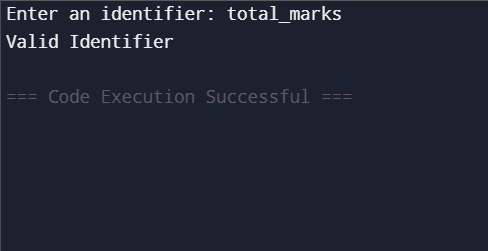 Enter an identifier: total_marks
Valid Identifier
=== Code Execution Successful ===